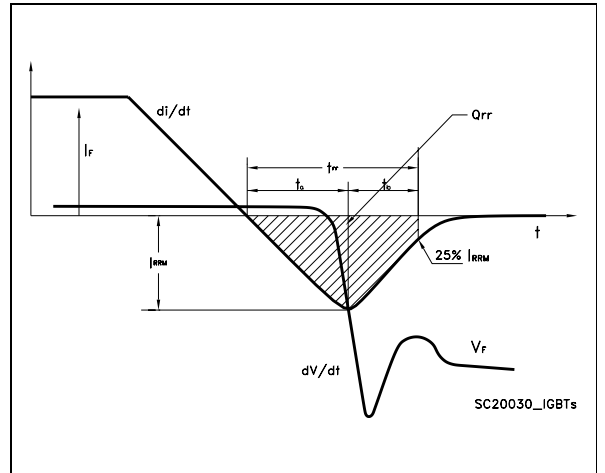 di/dt
Qrr
IF
trr
ta
tb
t
IRRM
25% IRRM
dV/dt
VF
SC20030_IGBTs